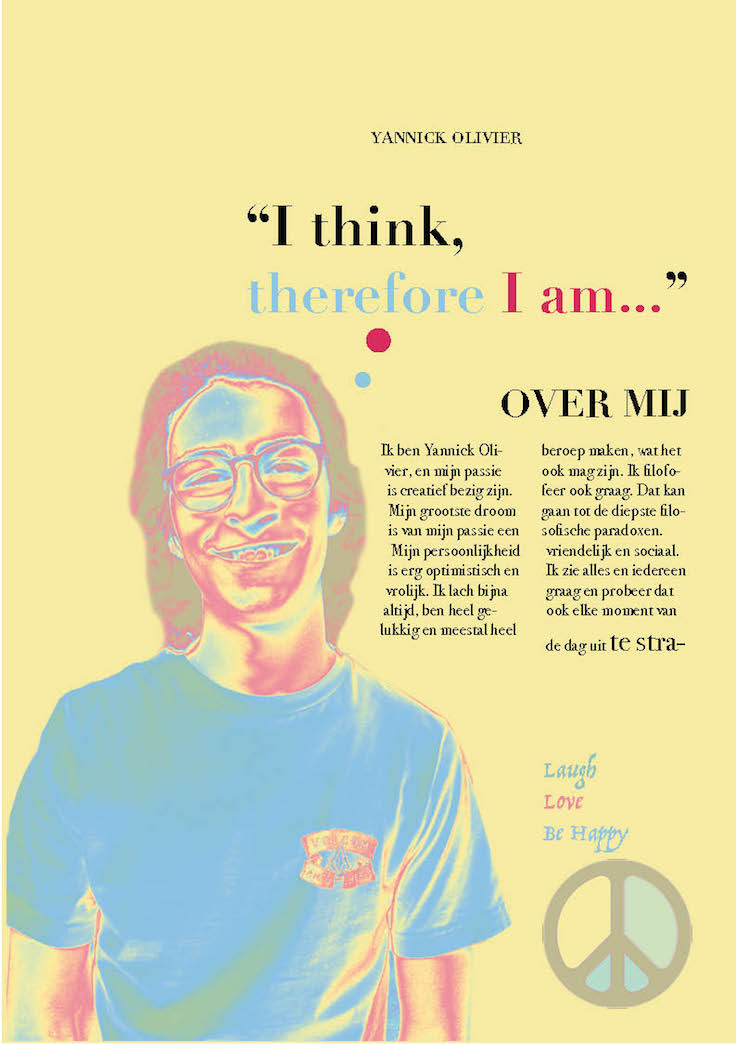 YANNICK OLIVIER
“I think,
therefore I am...”
OVER MIJ
Ik ben Yannick Oli-
vier, en mijn passie
is creatief bezig zijn.
Mijn grootste droom
is van mijn passie een
Mijn persoonlijkheid
is erg optimistisch en
vrolijk. Ik lach bijna
altijd, ben heel ge-
lukkig en meestal heel
beroep maken, wat het
ook mag zijn. Ik filofo-
feer ook graag. Dat kan
gaan tot de diepste filo-
sofische paradoxen.
vriendelijk en sociaal.
Ik zie alles en iedereen
graag en probeer dat
ook elke moment van
de dag uit te stra-
Laugh
Love
Be Happy
VOLCOM